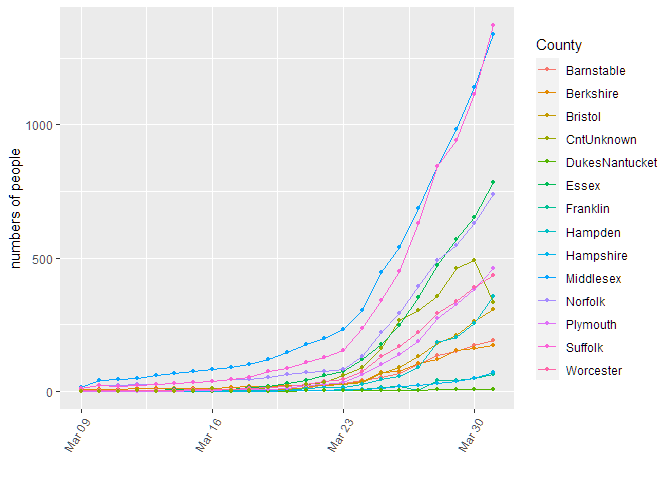 numbers of people
1000
500
0
Mar 09
Mar 16
Mar 23
Mar 30
County
Barnstable
Berkshire
Bristol
CntUnknown
DukesNantucket
Essex
Franklin
Hampden
Hampshire
Middlesex
Norfolk
Plymouth
Suffolk
Worcester